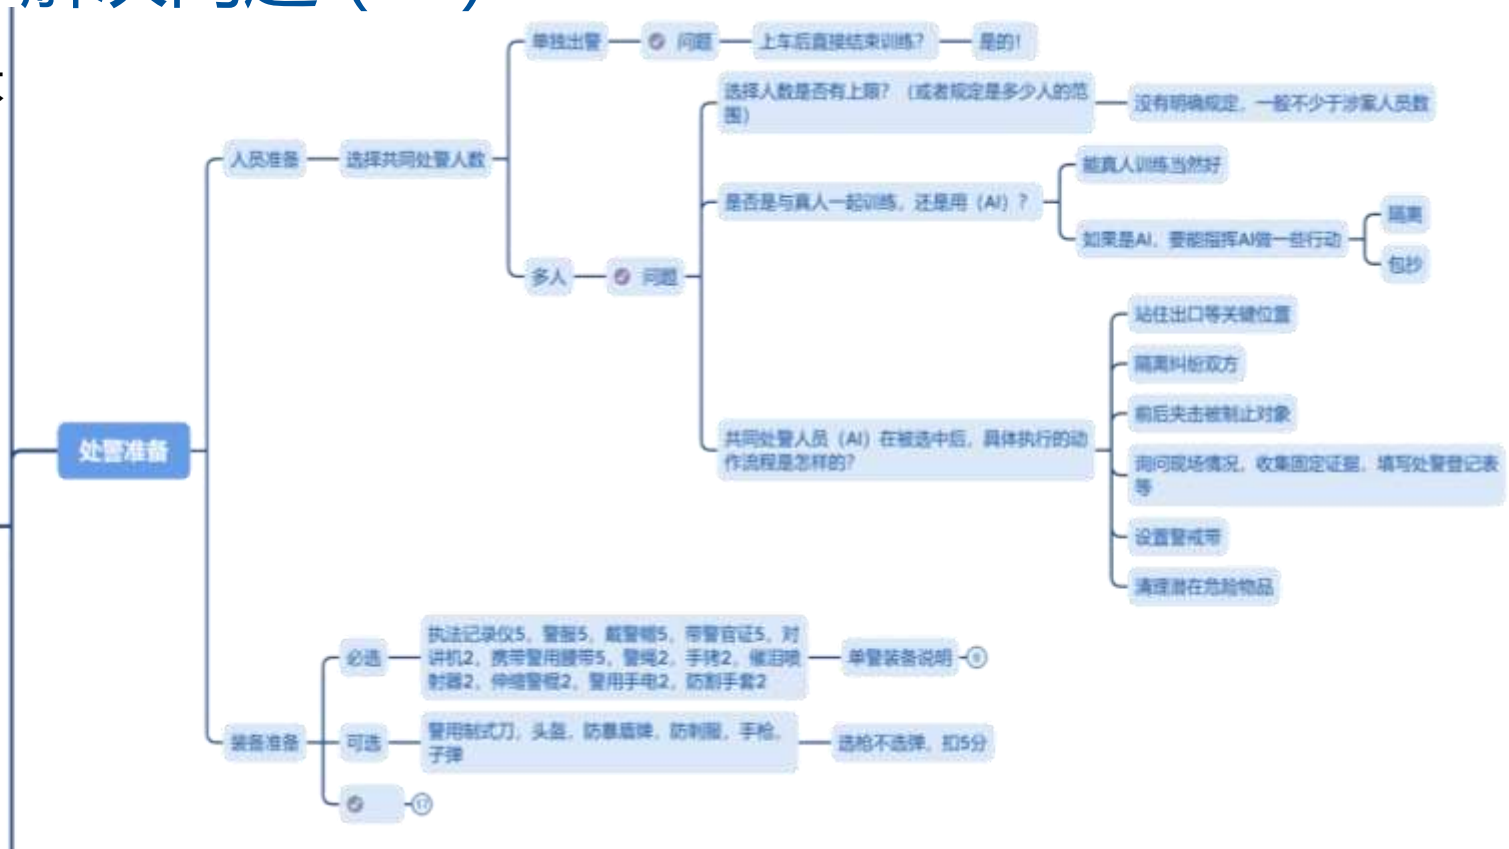 单独出警
问题
上车后直接结束训练？
是的！
选择人数是否有上限？（或者规定是多少人的范
围）
没有明确规定，一般不少于涉案人员数
人员准备
选择共同处警人数
能真人训练当然好
是否是与真人一起训练，还是用（AI）？
如果是AI，要能指挥AI做一些行动
隔离
包抄
多人
问题
站住出口等关键位置
隔离纠纷双方
前后夹击被制止对象
共同处警人员（AI）在被选中后，具体执行的动
作流程是怎样的？
询问现场情况，收集固定证据，填写处警登记表
等
设置警戒带
清理潜在危险物品
处警准备
执法记录仪5，警服5，戴警帽5，带警官证5，对
讲机2，携带警用腰带5，警绳2，手铐2，催泪喷
射器2，伸缩警棍2，警用手电2，防割手套2
必选
单警装备说明
装备准备
可选
警用制式刀，头盔，防暴盾牌，防刺服，手枪，
子弹
选枪不选弹，扣5分
17